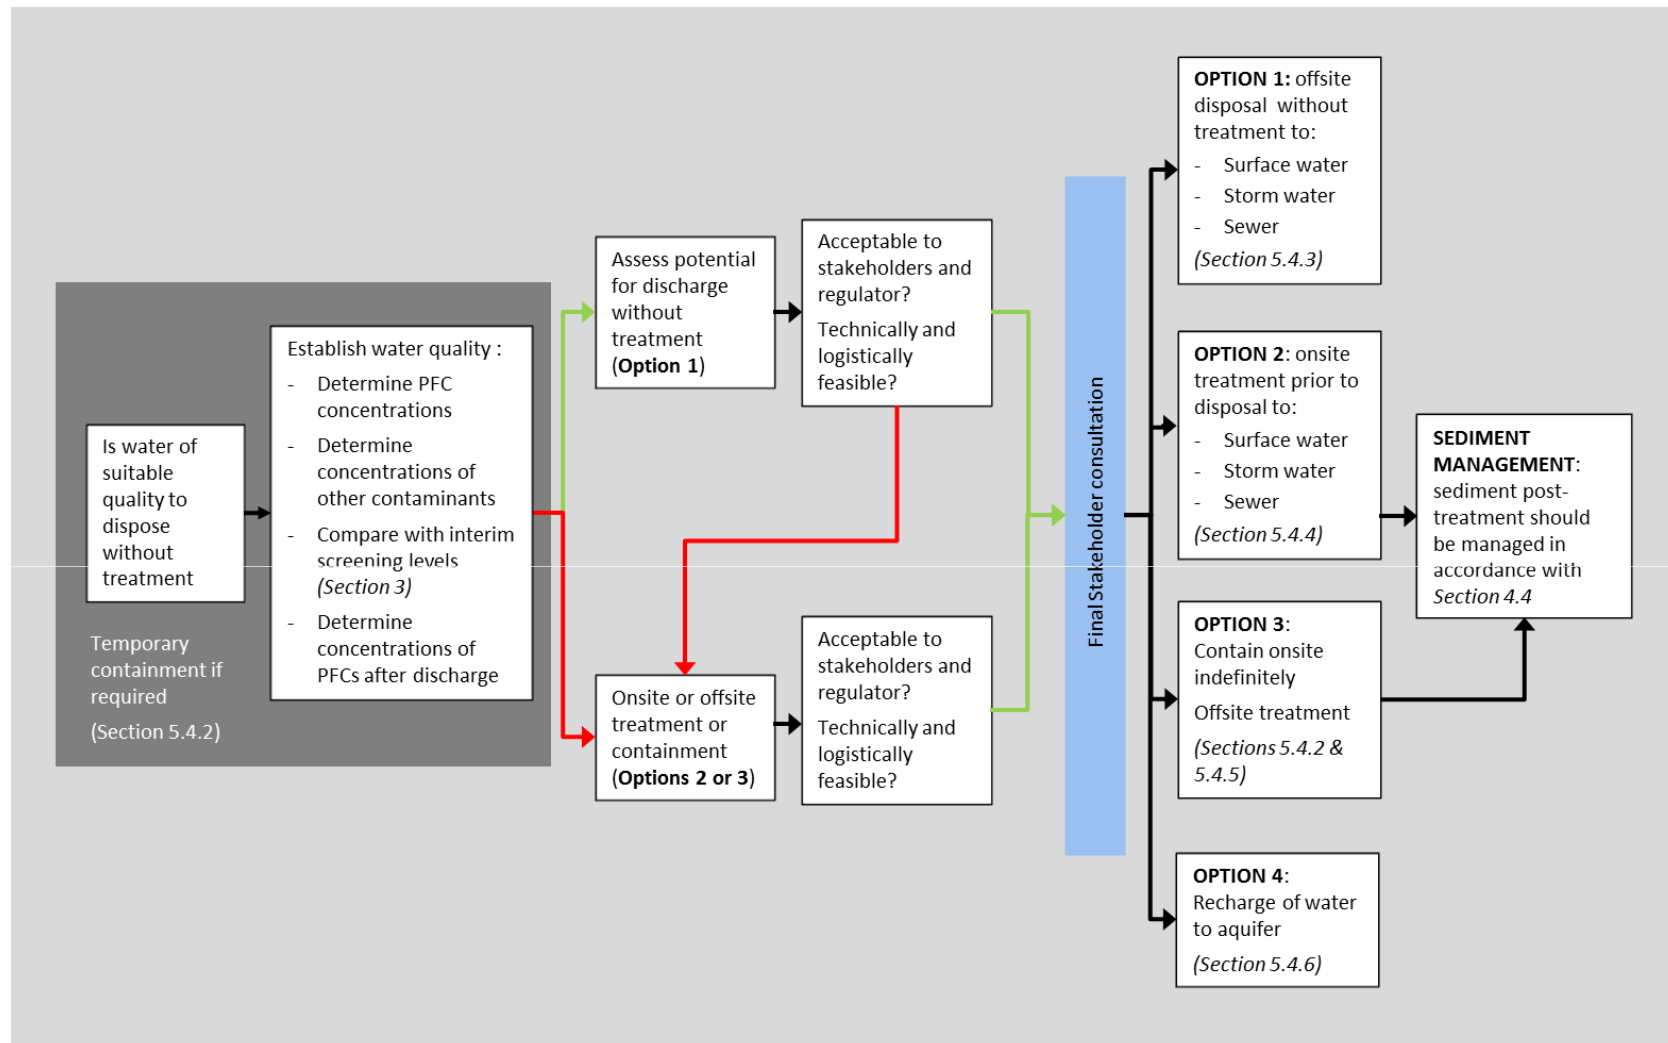 Is water of
suitable
quality to
dispose
without
treatment
Temporary
containment if
required
(Section 5.4.2)
Establish water quality :
- Determine PFC
concentrations
- Determine
concentrations of
other contaminants
- Compare with interim
screening levels
(Section 3)
- Determine
concentrations of
PFCs after discharge
Assess potential
for discharge
without
treatment
(Option 1)
Acceptable to
stakeholders and
regulator?
Technically and
logistically
feasible?
Onsite or offsite
treatment or
containment
(Options 2 or 3)
Acceptable to
stakeholders and
regulator?
Technically and
logistically
feasible?
Final Stakeholder consultation
OPTION 1: offsite
disposal without
treatment to:
- Surface water
- Storm water
- Sewer
(Section 5.4.3)
OPTION 2: onsite
treatment prior to
disposal to:
- Surface water
- Storm water
- Sewer
(Section 5.4.4)
OPTION 3:
Contain onsite
indefinitely
Offsite treatment
(Sections 5.4.2 &
5.4.5)
OPTION 4:
Recharge of water
to aquifer
(Section 5.4.6)
SEDIMENT
MANAGEMENT:
sediment post-
treatment should
be managed in
accordance with
Section 4.4